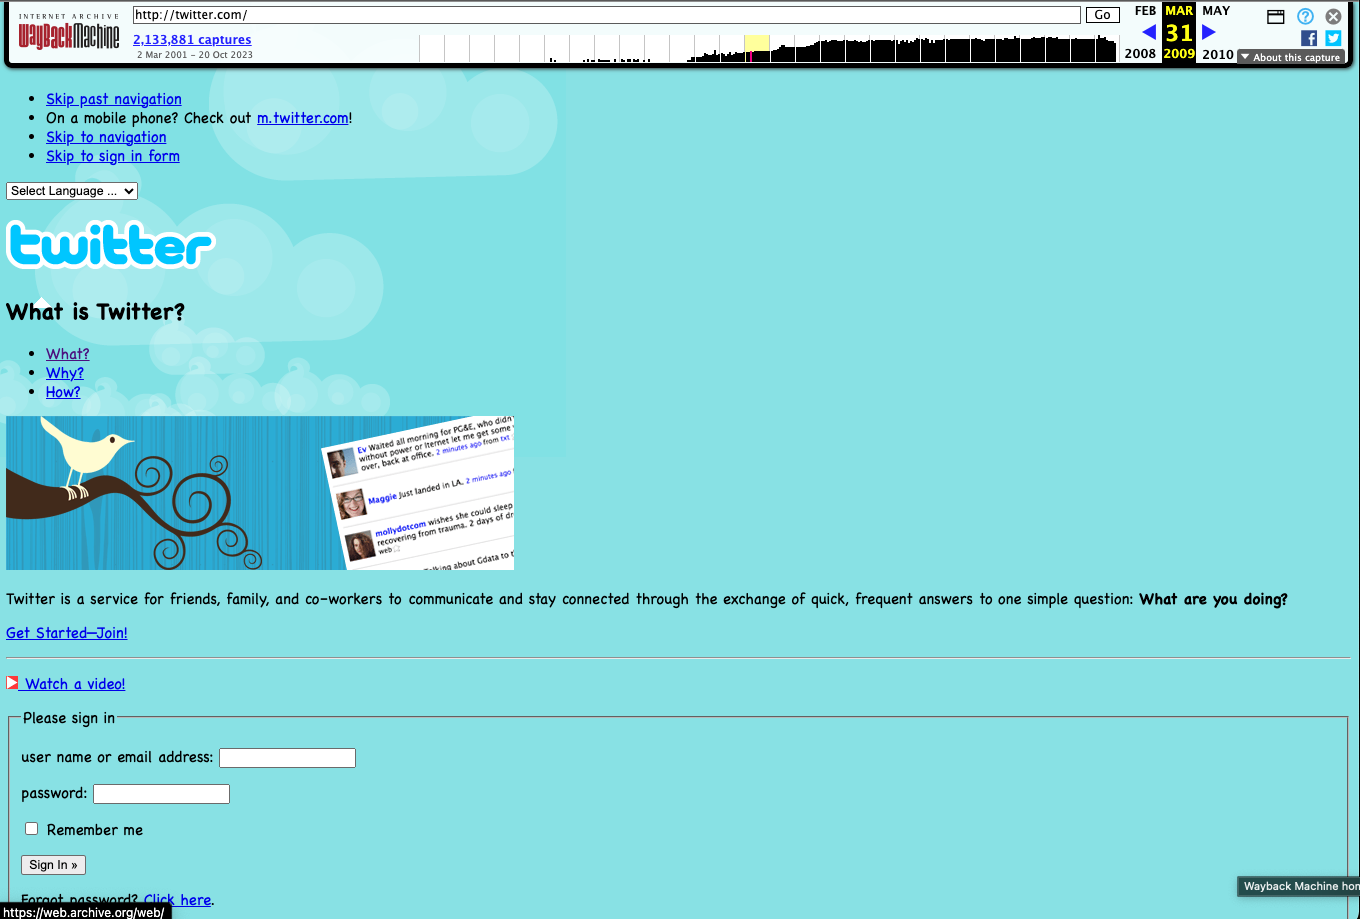 INTERNET ARCHIVE
WayBackMachine
http://twitter.com/
Go
2,133,881 captures
2 Mar 2001 – 20 Oct 2023
FEB MAR MAY
31
2008 2009 2010
About this capture
Skip past navigation
On a mobile phone? Check out m.twitter.com!
Skip to navigation
Skip to sign in form
Select Language ...
twitter
What is Twitter?
What?
Why?
How?
Ev Waited all morning for PG&E, who didn
without power or Iternet let me get some
over, back at office. 2 minutes ago from txt
Maggie Just landed in LA. 2 minutes ago
mollydotcom wishes she could sleep
recovering from trauma. 2 days of
web
Talking about Gdata to
Twitter is a service for friends, family, and co-workers to communicate and stay connected through the exchange of quick, frequent answers to one simple question: What are you doing?
Get Started—Join!
Watch a video!
Please sign in
user name or email address:
password:
Remember me
Sign In »
Forgot password? Click here.
Wayback Machine hom
https://web.archive.org/web/